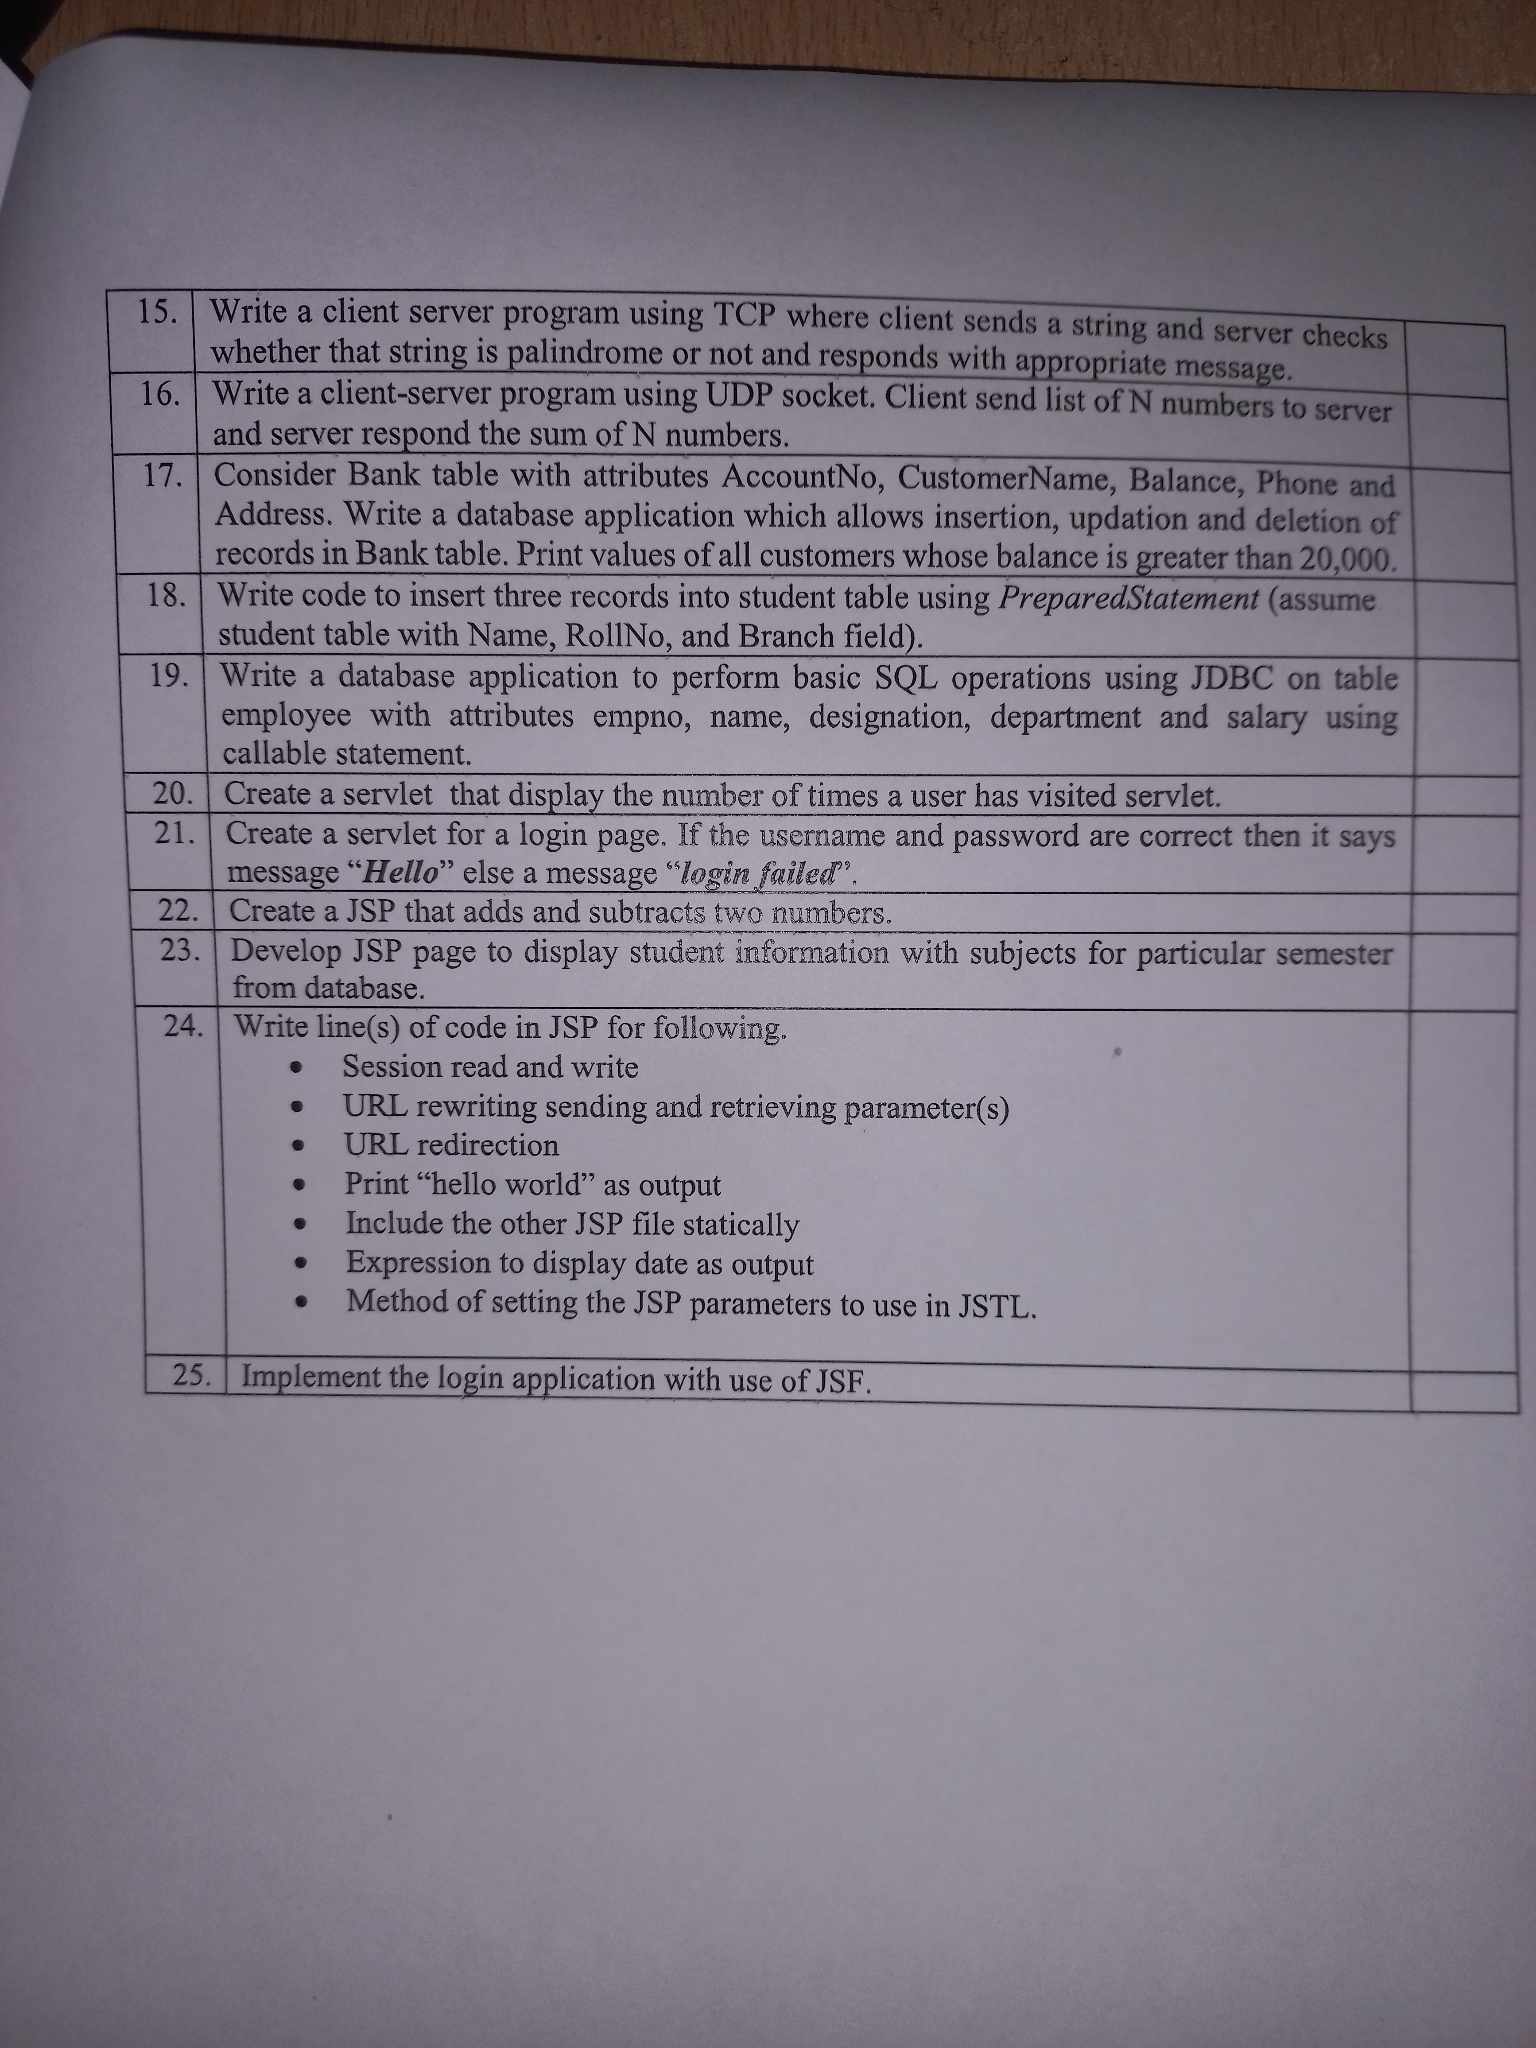 15. Write a client server program using TCP where client sends a string and server checks
whether that string is palindrome or not and responds with appropriate message.
16. Write a client-server program using UDP socket. Client send list of N numbers to server
and server respond the sum of N numbers.
17. Consider Bank table with attributes AccountNo, CustomerName, Balance, Phone and
Address. Write a database application which allows insertion, updation and deletion of
records in Bank table. Print values of all customers whose balance is greater than 20,000.
18. Write code to insert three records into student table using PreparedStatement (assume
student table with Name, RollNo, and Branch field).
19. Write a database application to perform basic SQL operations using JDBC on table
employee with attributes empno, name, designation, department and salary using
callable statement.
20. Create a servlet that display the number of times a user has visited servlet.
21. Create a servlet for a login page. If the username and password are correct then it says
message “Hello” else a message “login failed”.
22. Create a JSP that adds and subtracts two numbers.
23. Develop JSP page to display student information with subjects for particular semester
from database.
24. Write line(s) of code in JSP for following.
• Session read and write
• URL rewriting sending and retrieving parameter(s)
• URL redirection
• Print “hello world” as output
• Include the other JSP file statically
• Expression to display date as output
• Method of setting the JSP parameters to use in JSTL.
25. Implement the login application with use of JSF.